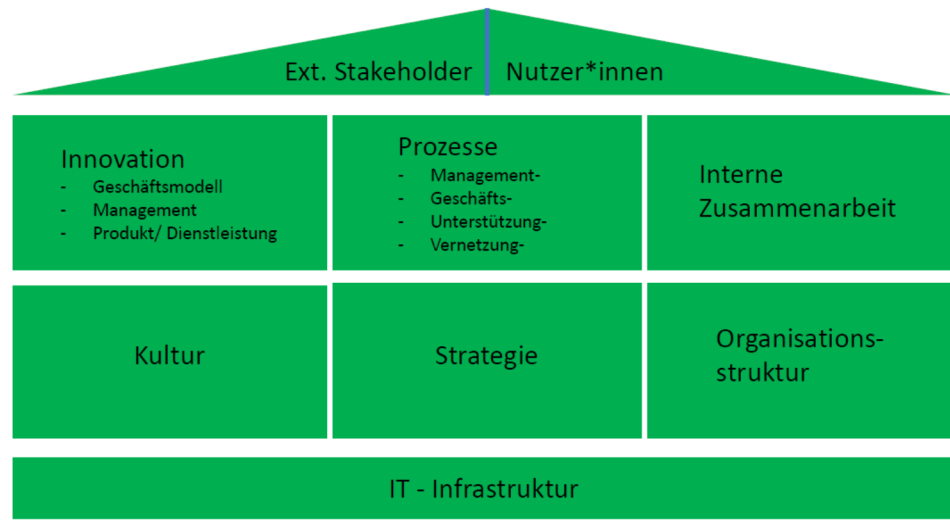 Ext. Stakeholder
Nutzer*innen
Innovation
- Geschäftsmodell
- Management
- Produkt/ Dienstleistung
Prozesse
- Management-
- Geschäfts-
- Unterstützung-
- Vernetzung-
Interne
Zusammenarbeit
Kultur
Strategie
Organisations-
struktur
IT - Infrastruktur